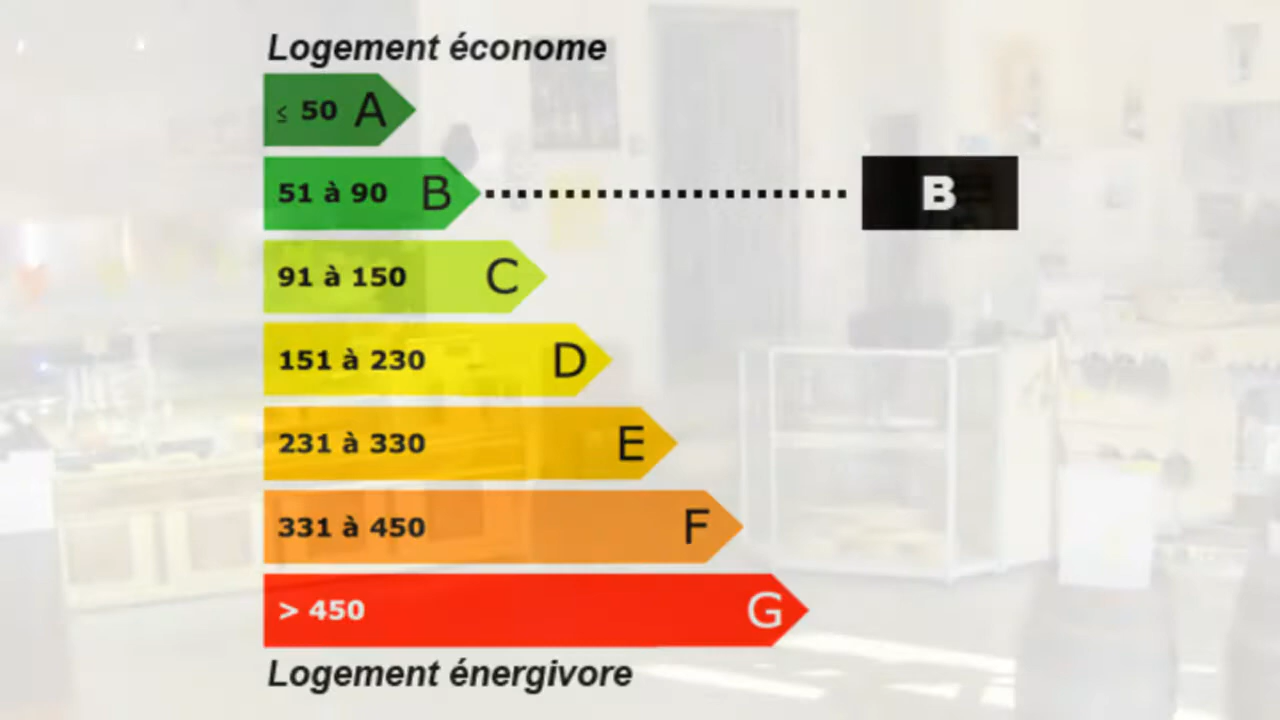 Logement économe
≤ 50 A
51 à 90 B B
91 à 150 C
151 à 230 D
231 à 330 E
331 à 450 F
> 450 G
Logement énergivore